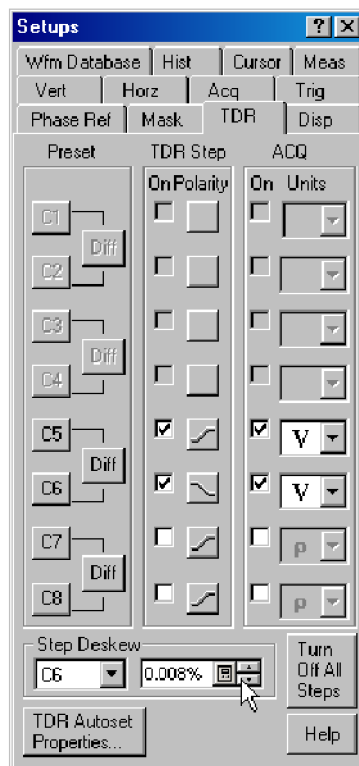 Setups
Wfm Database Hist Cursor Meas
Vert Horz Acq Trig
Phase Ref Mask TDR Disp
Preset TDR Step ACQ
On Polarity On Units
C1
Diff
C2
C3
Diff
C4
C5 V
Diff
C6 V
C7 ρ
Diff
C8 ρ
Step Deskew
C6 0.008%
Turn
Off All
Steps
TDR Autoset
Properties...
Help